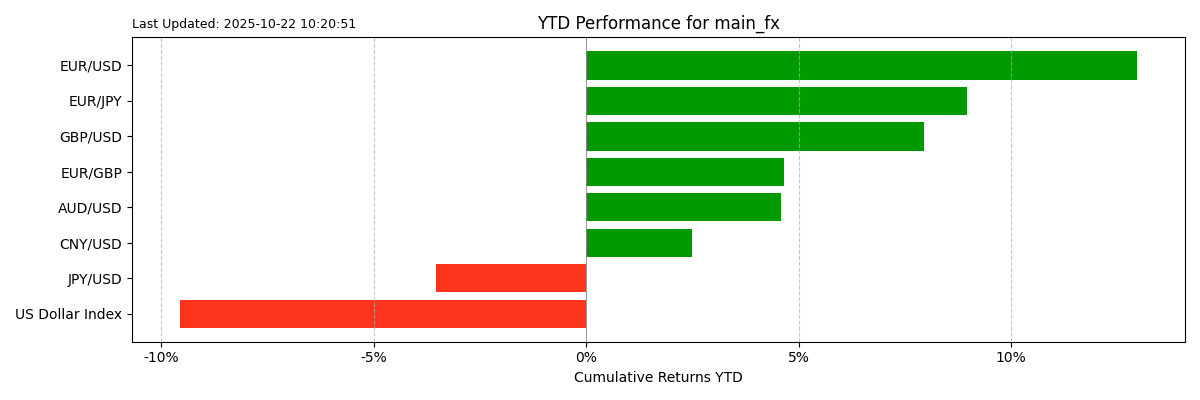 Last Updated: 2025-10-22 10:20:51
YTD Performance for main_fx
EUR/USD
EUR/JPY
GBP/USD
EUR/GBP
AUD/USD
CNY/USD
JPY/USD
US Dollar Index
-10% -5% 0% 5% 10%
Cumulative Returns YTD